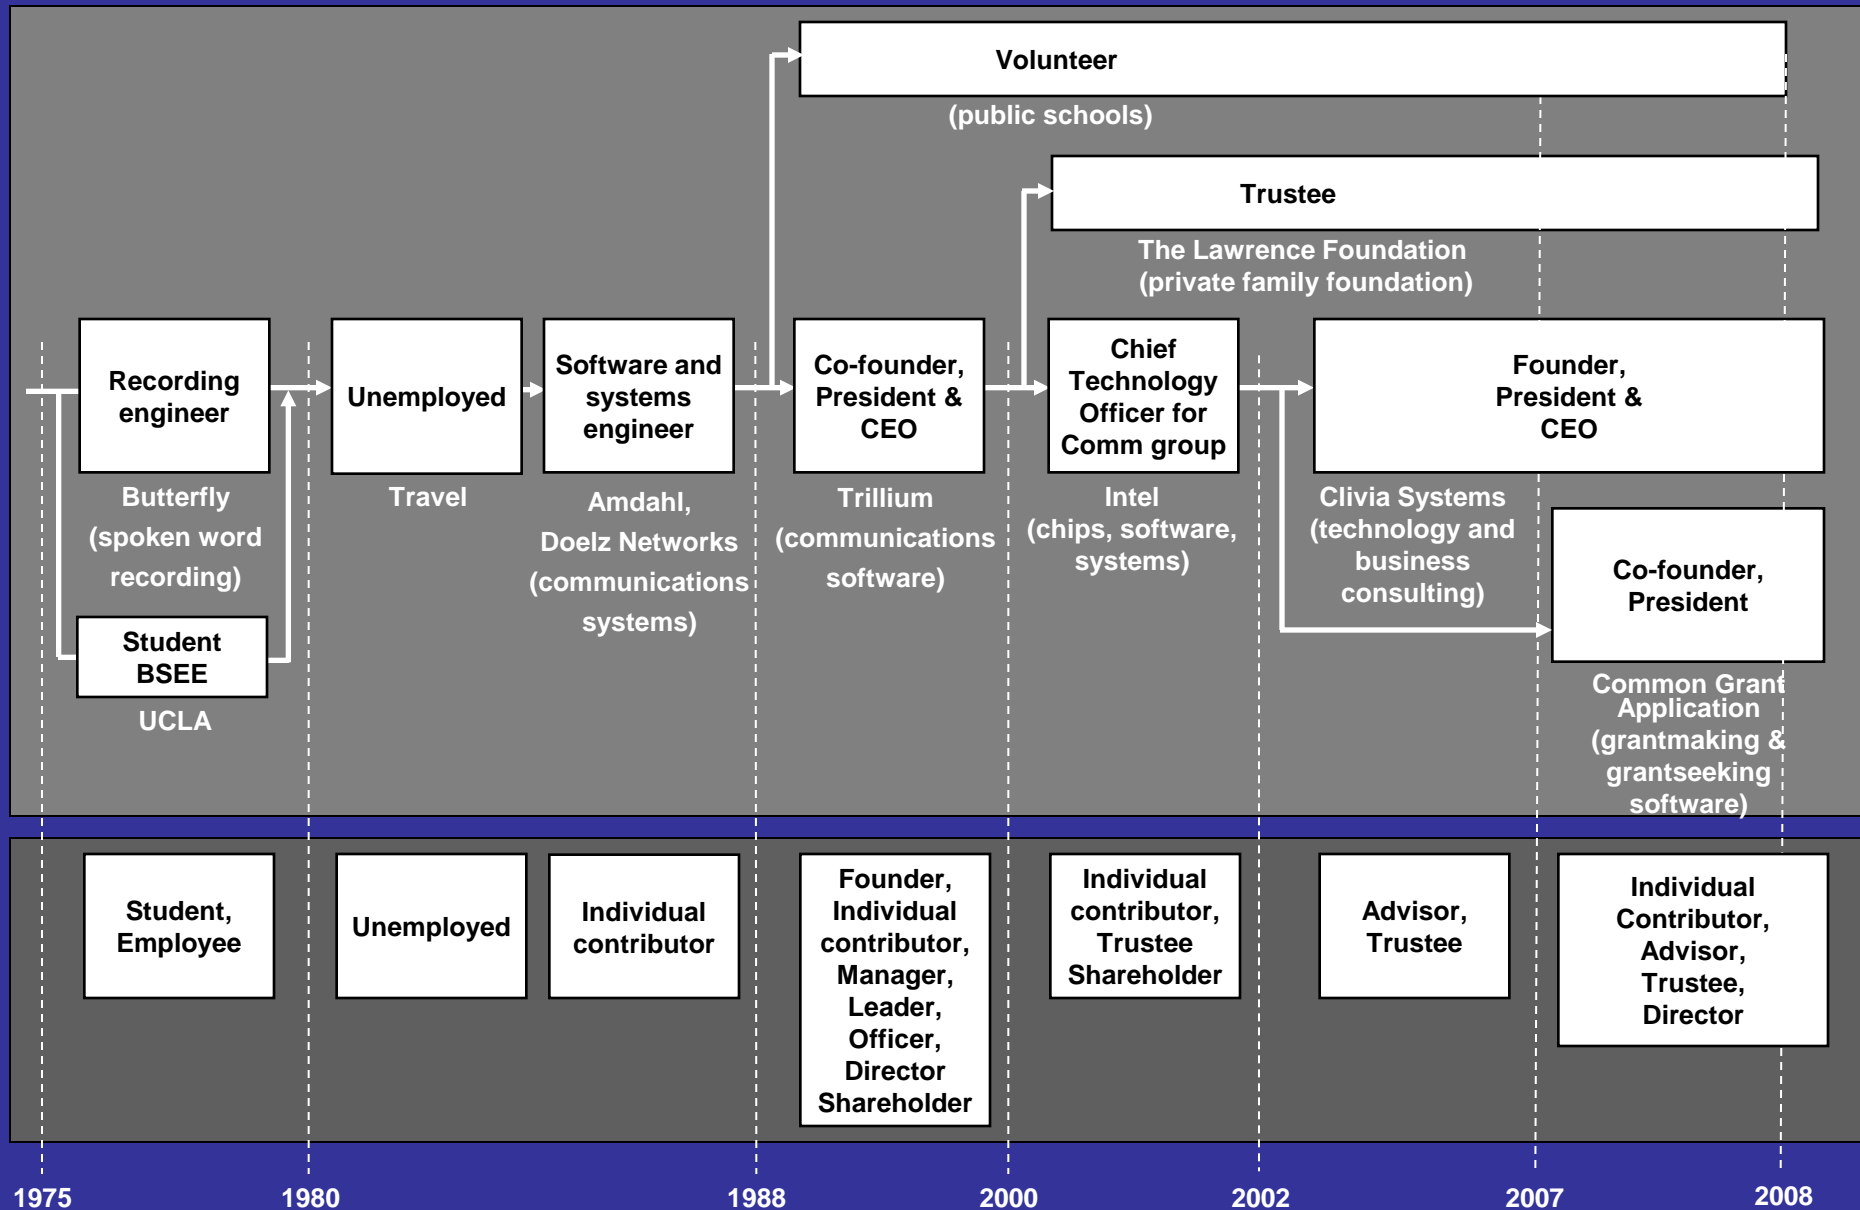 Volunteer
(public schools)
Trustee
The Lawrence Foundation
(private family foundation)
Recording
engineer
Butterfly
(spoken word
recording)
Student
BSEE
UCLA
Unemployed
Travel
Software and
systems
engineer
Amdahl,
Doelz Networks
(communications
systems)
Co-founder,
President &
CEO
Trillium
(communications
software)
Chief
Technology
Officer for
Comm group
Intel
(chips, software,
systems)
Founder,
President &
CEO
Clivia Systems
(technology and
business
consulting)
Co-founder,
President
Common Grant
Application
(grantmaking &
grantseeking
software)
Student,
Employee
Unemployed
Individual
contributor
Founder,
Individual
contributor,
Manager,
Leader,
Officer,
Director
Shareholder
Individual
contributor,
Trustee
Shareholder
Advisor,
Trustee
Individual
Contributor,
Advisor,
Trustee,
Director
1975
1980
1988
2000
2002
2007
2008